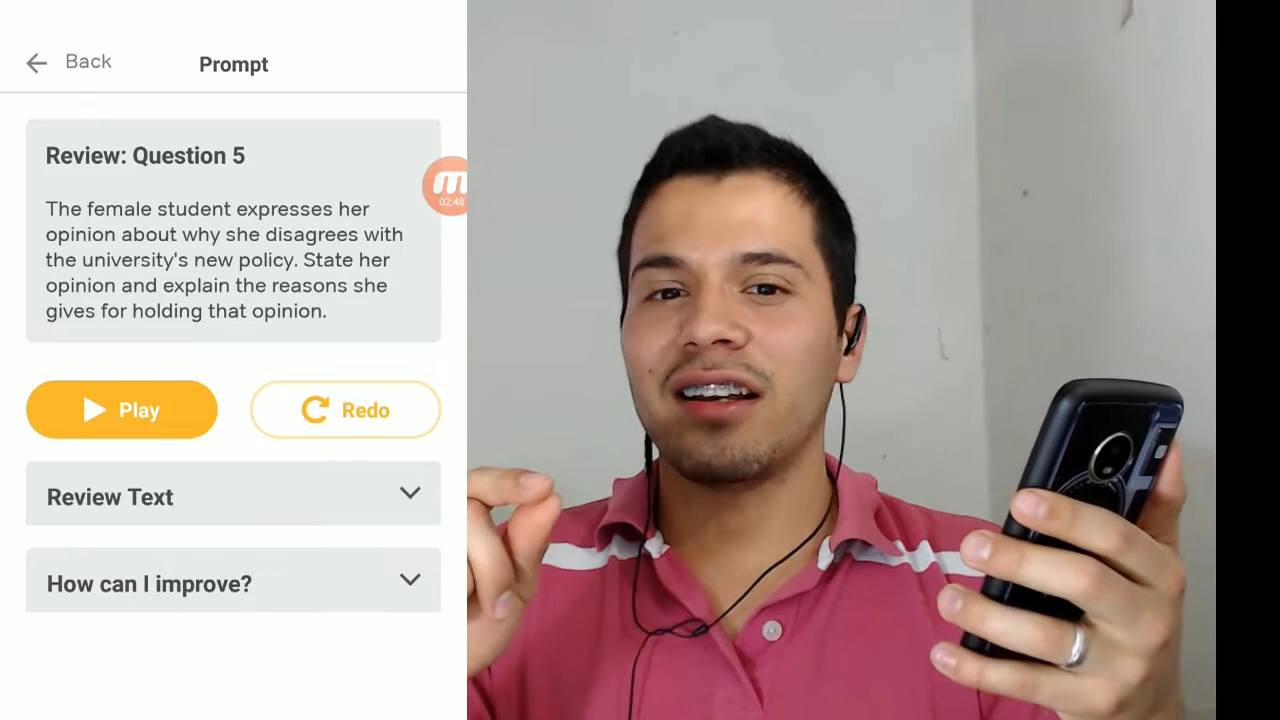 Back
Prompt
Review: Question 5
The female student expresses her
opinion about why she disagrees with
the university's new policy. State her
opinion and explain the reasons she
gives for holding that opinion.
02:48
Play
Redo
Review Text
How can I improve?